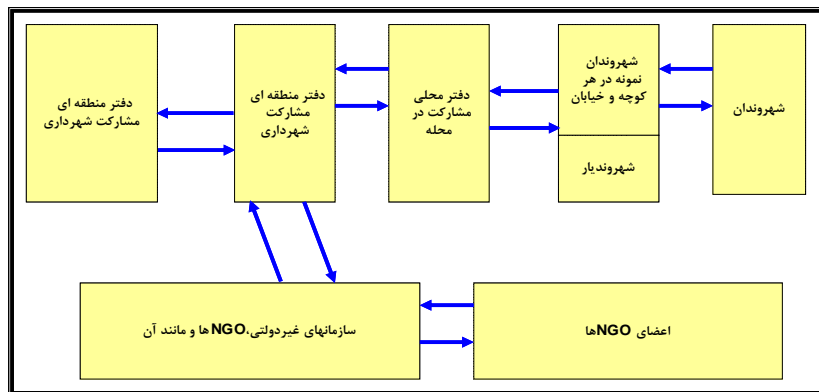 شهروندان
شهروندان
نمونه در هر
کوچه و خیابان
شهروندیار
دفتر محلی
مشارکت در
محله
دفتر منطقه ای
مشارکت
شهرداری
دفتر منطقه ای
مشارکت شهرداری
اعضای NGOها
سازمانهای غیردولتی،NGOها و مانند آن